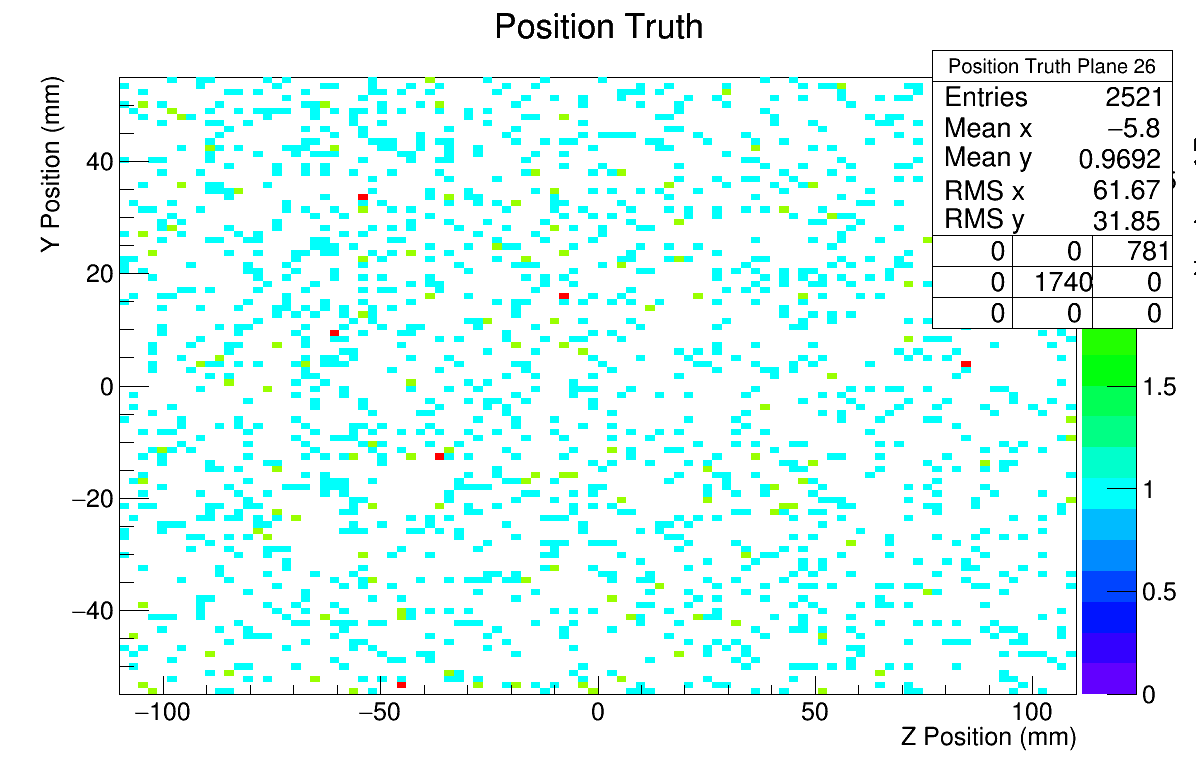 Position Truth
Position Truth Plane 26
Entries 2521
Mean x −5.8
Mean y 0.9692
RMS x 61.67
RMS y 31.85
0 0 781
0 1740 0
0 0 0
Y Position (mm)
40
20
0
−20
−40
−100 −50 0 50 100
Z Position (mm)
1.5
1
0.5
0